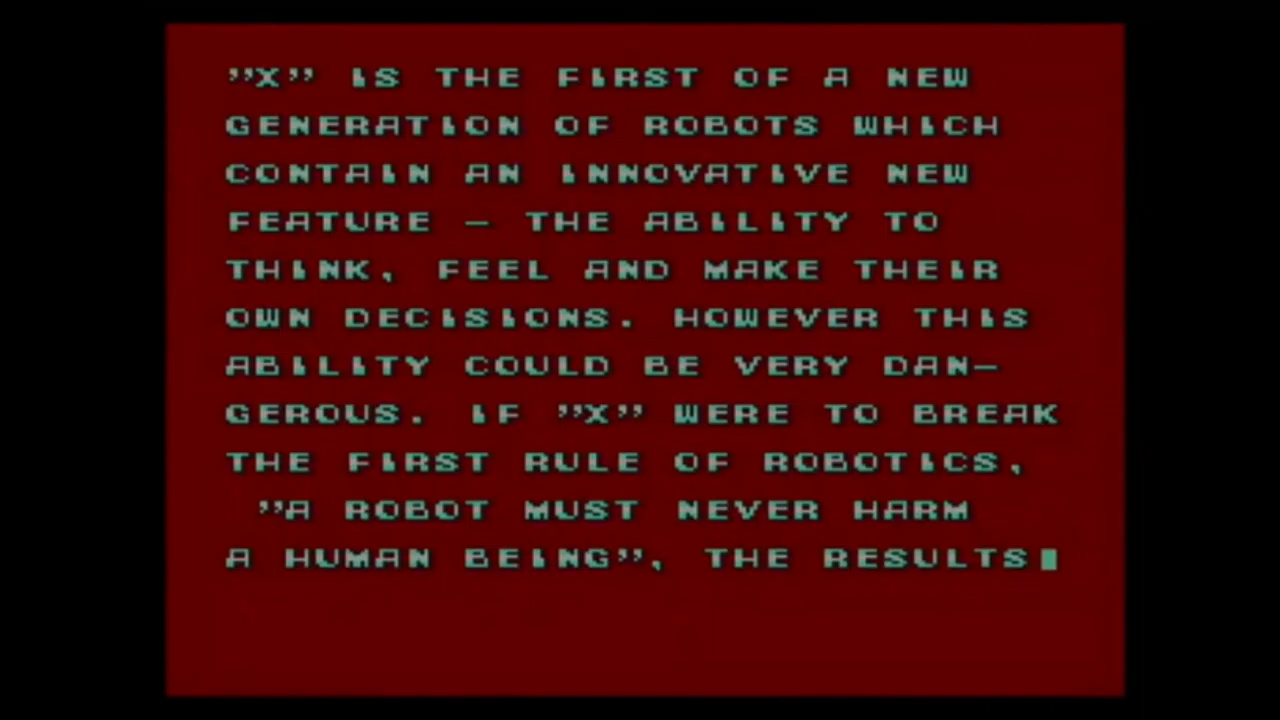 "X" IS THE FIRST OF A NEW
GENERATION OF ROBOTS WHICH
CONTAIN AN INNOVATIVE NEW
FEATURE – THE ABILITY TO
THINK, FEEL AND MAKE THEIR
OWN DECISIONS. HOWEVER THIS
ABILITY COULD BE VERY DAN–
GEROUS. IF "X" WERE TO BREAK
THE FIRST RULE OF ROBOTICS,
"A ROBOT MUST NEVER HARM
A HUMAN BEING", THE RESULTS